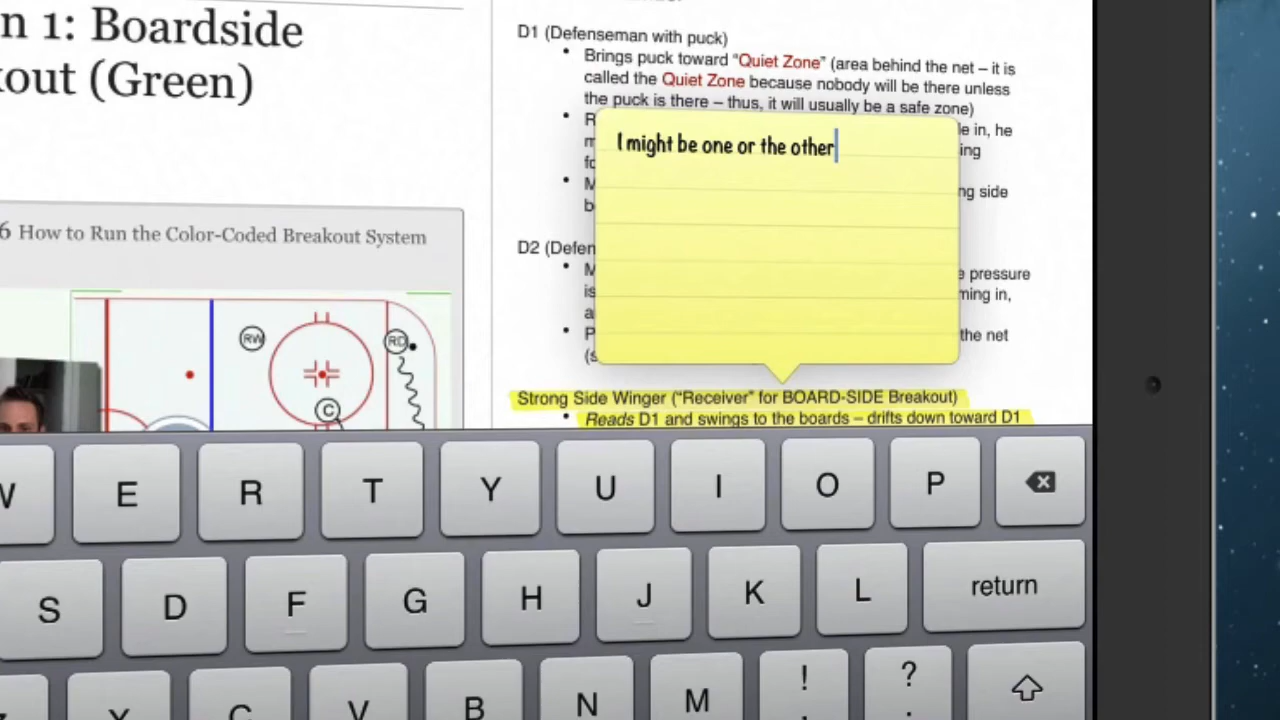 n 1: Boardside
kout (Green)
6 How to Run the Color-Coded Breakout System
RW
RD
C
D1 (Defenseman with puck)
• Brings puck toward “Quiet Zone” (area behind the net – it is
called the Quiet Zone because nobody will be there unless
the puck is there – thus, it will usually be a safe zone)
e in, he
ing
ng side
D2 (Defen
e pressure
ming in,
the net
I might be one or the other
Strong Side Winger (“Receiver” for BOARD-SIDE Breakout)
• Reads D1 and swings to the boards – drifts down toward D1
W E R T Y U I O P
S D F G H J K L return
V B N M ! ?